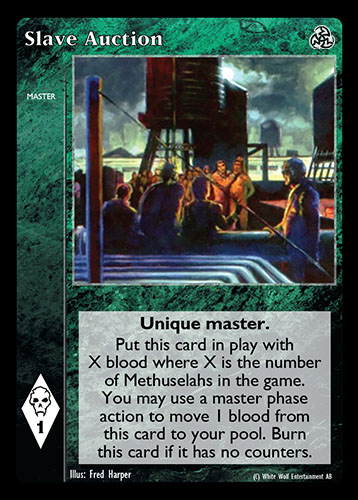 Slave Auction
MASTER
Unique master.
Put this card in play with
X blood where X is the number
of Methuselahs in the game.
You may use a master phase
action to move 1 blood from
this card to your pool. Burn
this card if it has no counters.
1
Illus: Fred Harper
(C) White Wolf Entertainment AB